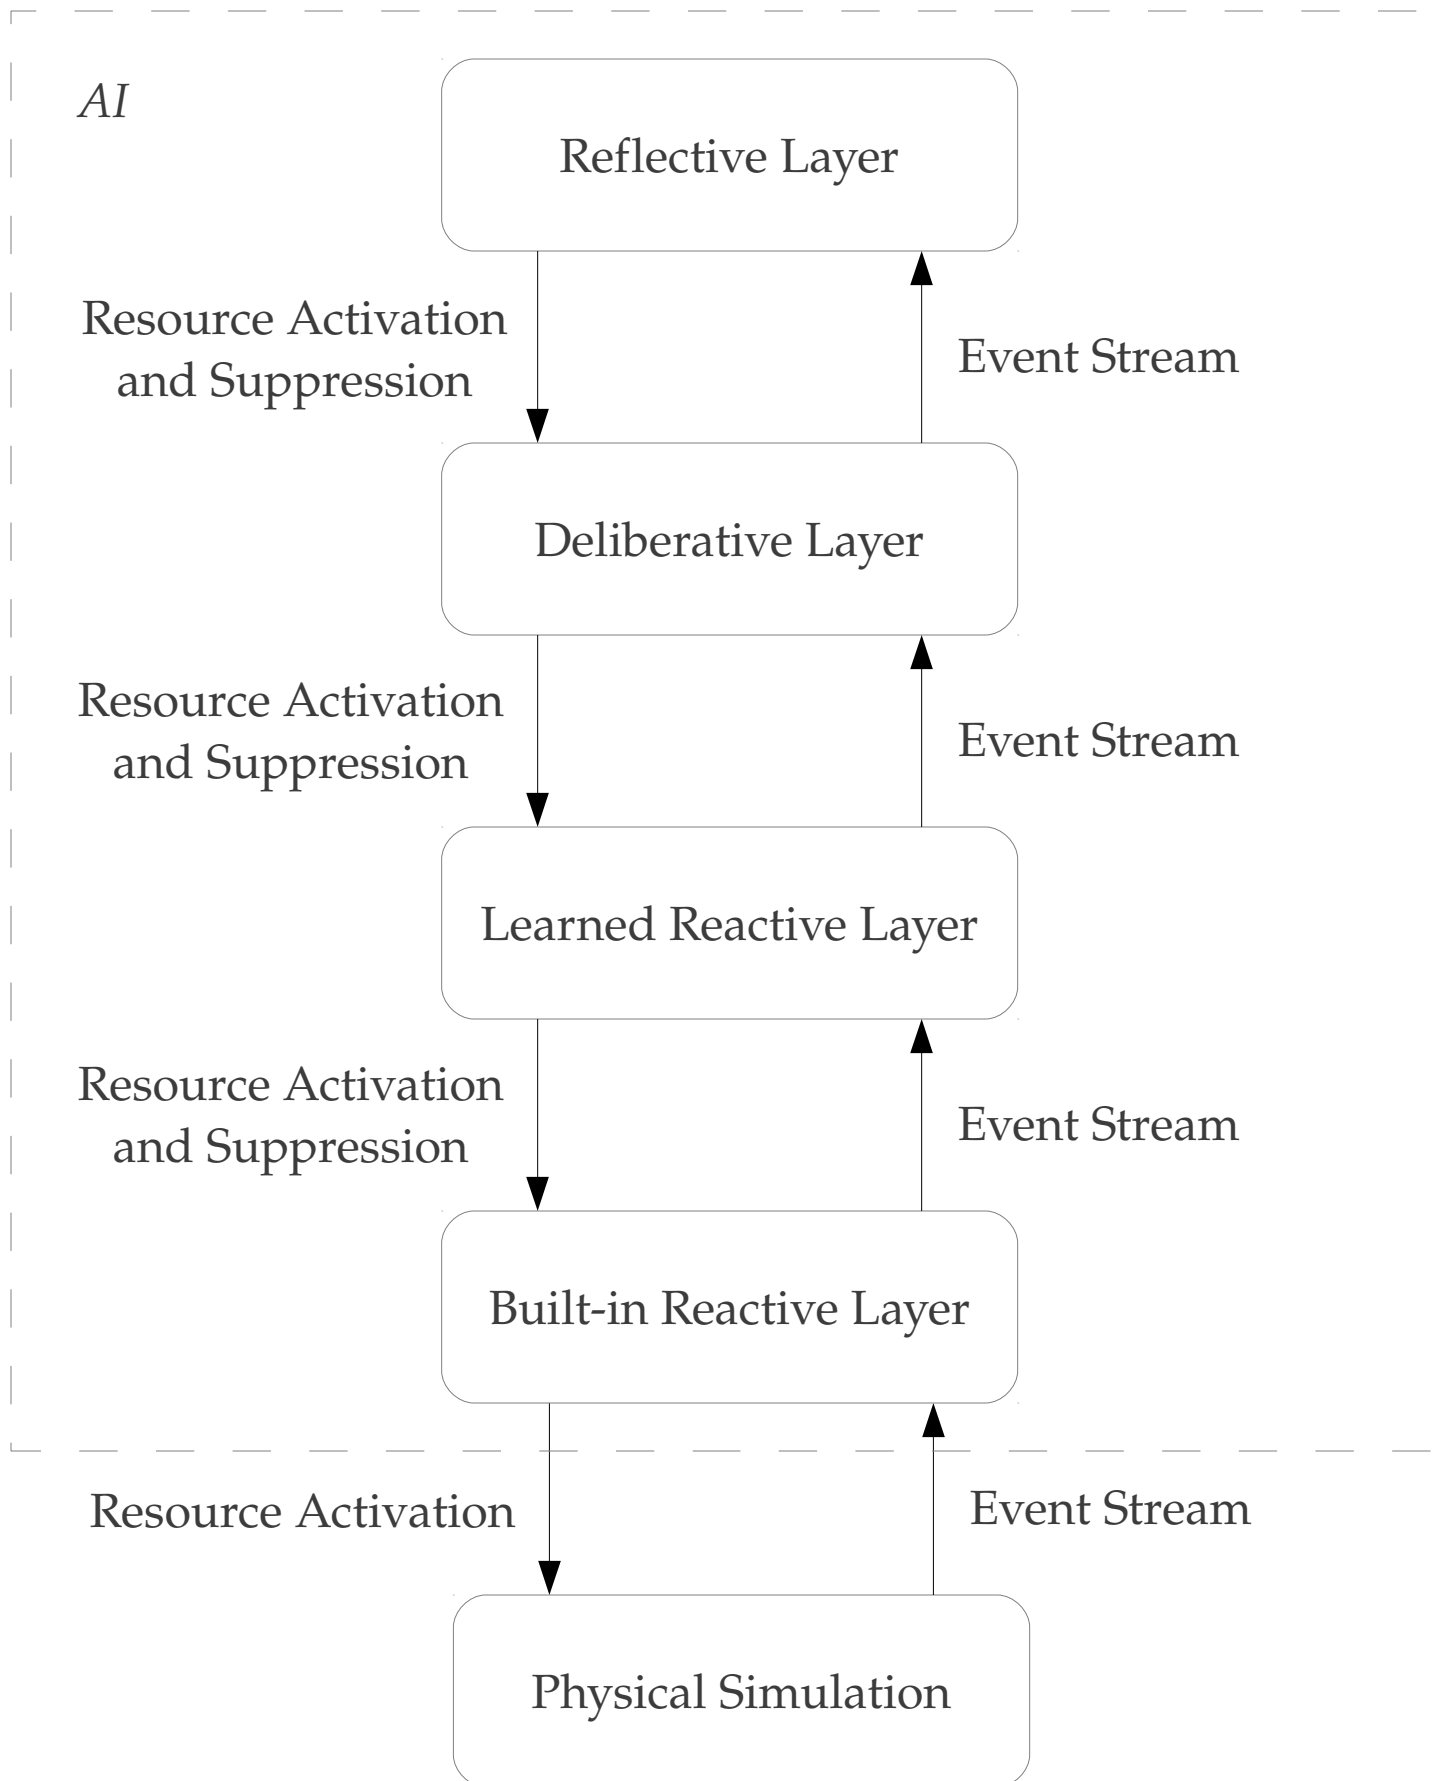 AI
Reflective Layer
Resource Activation
and Suppression
Event Stream
Deliberative Layer
Resource Activation
and Suppression
Event Stream
Learned Reactive Layer
Resource Activation
and Suppression
Event Stream
Built-in Reactive Layer
Resource Activation
Event Stream
Physical Simulation